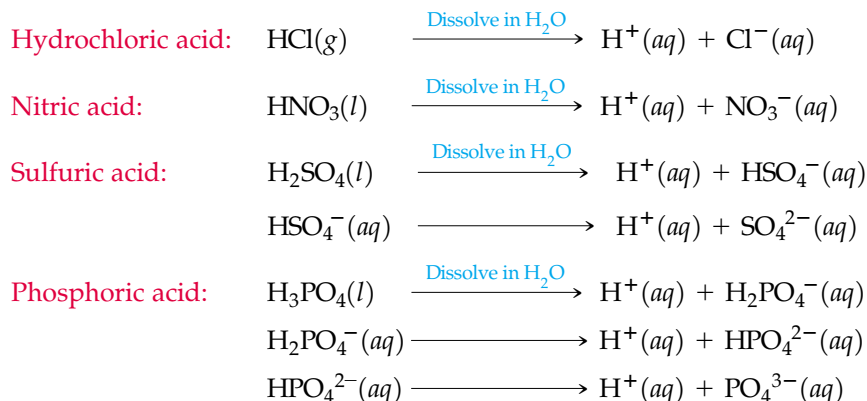 Hydrochloric acid: HCl(g) Dissolve in H₂O ⟶ H⁺(aq) + Cl⁻(aq)
Nitric acid: HNO₃(l) Dissolve in H₂O ⟶ H⁺(aq) + NO₃⁻(aq)
Sulfuric acid: H₂SO₄(l) Dissolve in H₂O ⟶ H⁺(aq) + HSO₄⁻(aq)
HSO₄⁻(aq) ⟶ H⁺(aq) + SO₄²⁻(aq)
Phosphoric acid: H₃PO₄(l) Dissolve in H₂O ⟶ H⁺(aq) + H₂PO₄⁻(aq)
H₂PO₄⁻(aq) ⟶ H⁺(aq) + HPO₄²⁻(aq)
HPO₄²⁻(aq) ⟶ H⁺(aq) + PO₄³⁻(aq)